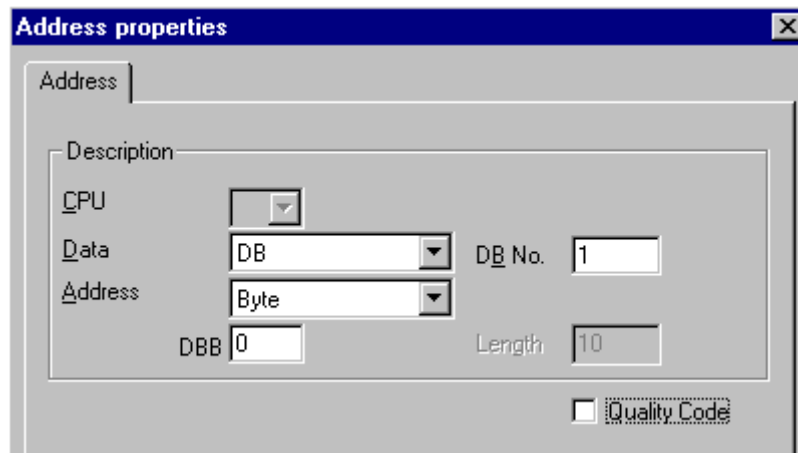 Address properties
Address
Description
CPU
Data DB DB No. 1
Address Byte
DBB 0 Length 10
Quality Code